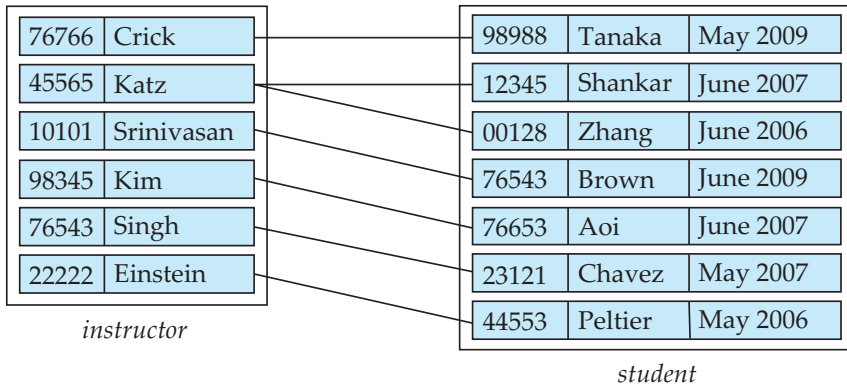 76766 Crick
45565 Katz
10101 Srinivasan
98345 Kim
76543 Singh
22222 Einstein
instructor
98988 Tanaka May 2009
12345 Shankar June 2007
00128 Zhang June 2006
76543 Brown June 2009
76653 Aoi June 2007
23121 Chavez May 2007
44553 Peltier May 2006
student